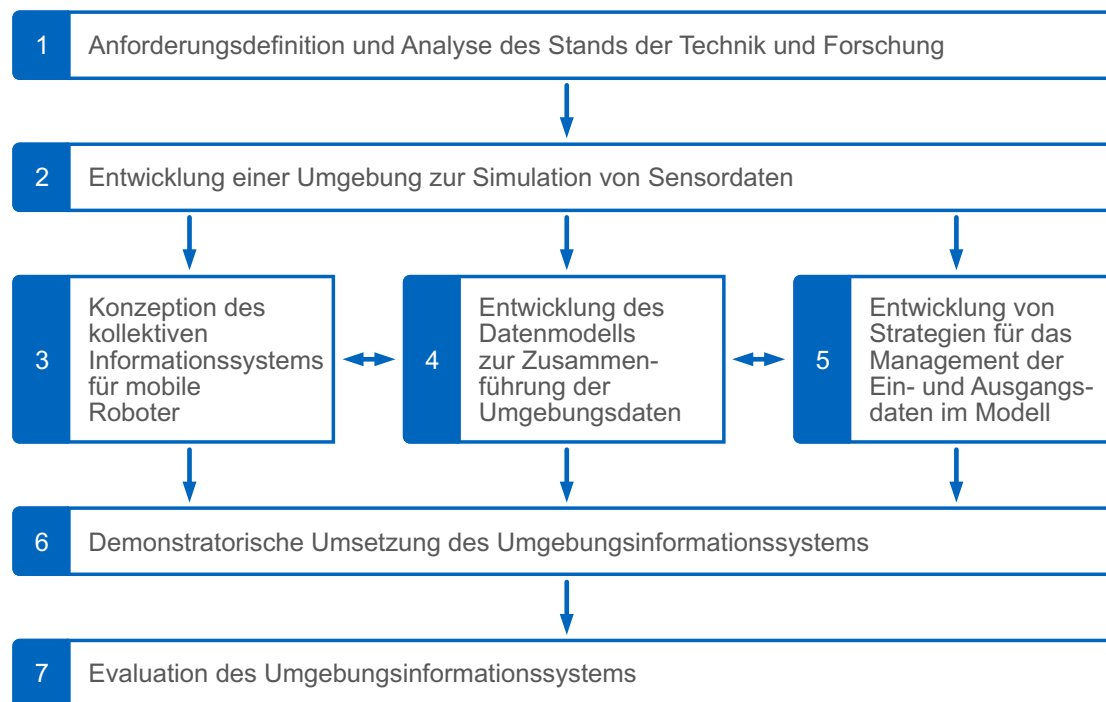 1
Anforderungsdefinition und Analyse des Stands der Technik und Forschung
2
Entwicklung einer Umgebung zur Simulation von Sensordaten
3
Konzeption des
kollektiven
Informationssystems
für mobile
Roboter
4
Entwicklung des
Datenmodells
zur Zusammen-
führung der
Umgebungsdaten
5
Entwicklung von
Strategien für das
Management der
Ein- und Ausgangs-
daten im Modell
6
Demonstratorische Umsetzung des Umgebungsinformationssystems
7
Evaluation des Umgebungsinformationssystems